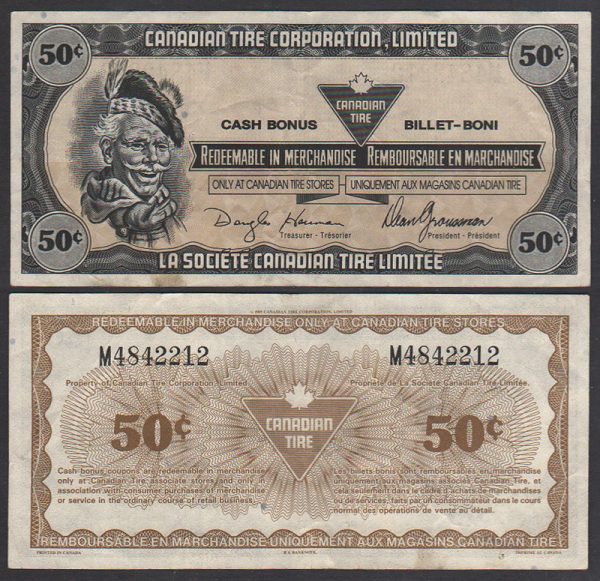 50¢ CANADIAN TIRE CORPORATION, LIMITED 50¢
CANADIAN
TIRE
CASH BONUS BILLET-BONI
REDEEMABLE IN MERCHANDISE REMBOURSABLE EN MARCHANDISE
ONLY AT CANADIAN TIRE STORES UNIQUEMENT AUX MAGASINS CANADIAN TIRE
Treasurer - Trésorier President - Président
50¢ LA SOCIÉTÉ CANADIAN TIRE LIMITÉE 50¢
CANADIAN TIRE CORPORATION, LIMITED
REDEEMABLE IN MERCHANDISE ONLY AT CANADIAN TIRE STORES
M4842212 M4842212
Property of Canadian Tire Corporation Limited Propriété de La Société Canadian Tire Limitée.
50¢ CANADIAN TIRE 50¢
Cash bonus coupons are redeemable in merchandise
only at Canadian Tire associate stores and only in
association with consumer purchases of merchandise
or service in the ordinary course of retail business.
Les billets boni sont remboursables en marchandise
uniquement aux magasins associés Canadian Tire, et
cela seulement dans le cadre d'achats de marchandises
ou de services, faits par un consommateur dans le cours
normal des opérations de vente au détail.
REMBOURSABLE EN MARCHANDISE UNIQUEMENT AUX MAGASINS CANADIAN TIRE
PRINTED IN CANADA B A BANKNOTE IMPRIMÉ AU CANADA